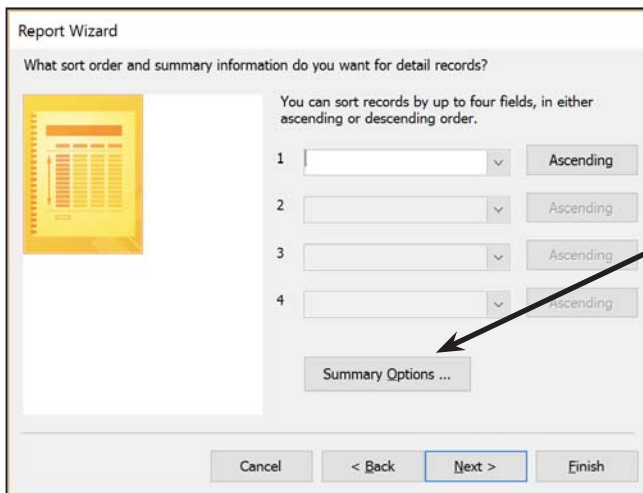 Report Wizard
What sort order and summary information do you want for detail records?
You can sort records by up to four fields, in either
ascending or descending order.
1 Ascending
2 Ascending
3 Ascending
4 Ascending
Summary Options ...
Cancel < Back Next > Finish